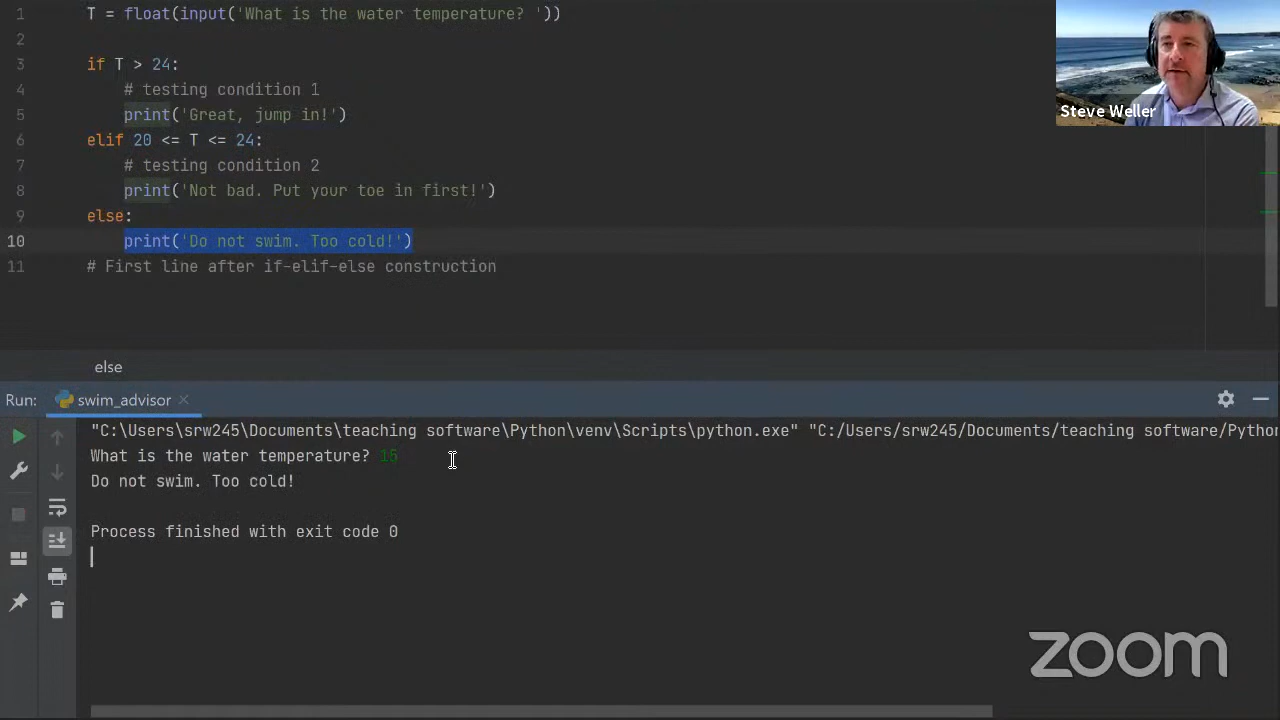 1 T = float(input('What is the water temperature? '))
2
3 if T > 24:
4 # testing condition 1
5 print('Great, jump in!')
6 elif 20 <= T <= 24:
7 # testing condition 2
8 print('Not bad. Put your toe in first!')
9 else:
10 print('Do not swim. Too cold!')
11 # First line after if-elif-else construction
Steve Weller
else
Run: swim_advisor
"C:\Users\srw245\Documents\teaching software\Python\venv\Scripts\python.exe" "C:/Users/srw245/Documents/teaching software/Python
What is the water temperature? 15
Do not swim. Too cold!
Process finished with exit code 0
zoom